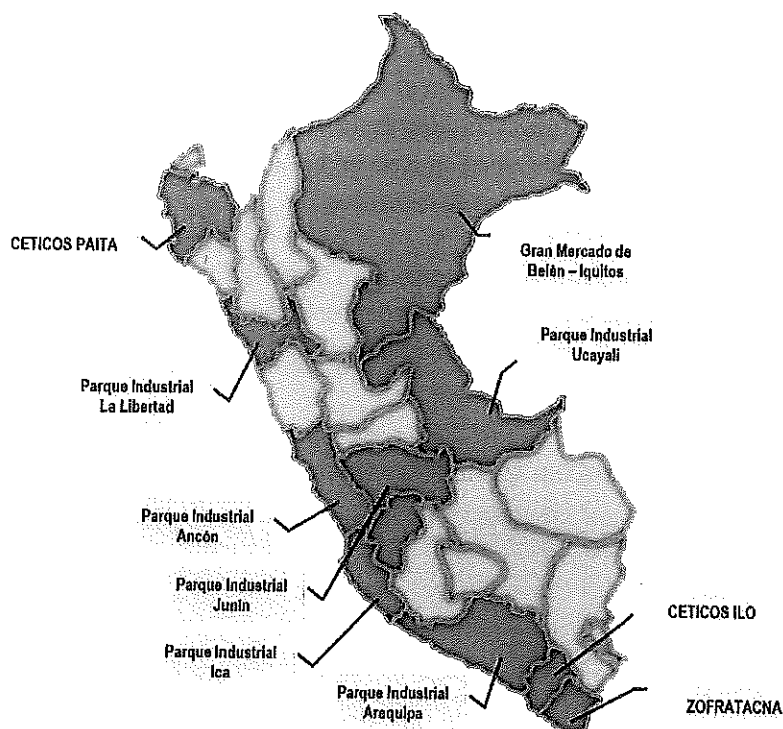 CETICOS PAITA
Gran Mercado de
Belén – Iquitos
Parque Industrial
Ucayali
Parque Industrial
La Libertad
Parque Industrial
Ancón
Parque Industrial
Junín
Parque Industrial
Ica
Parque Industrial
Arequipa
CETICOS ILO
ZOFRATACNA